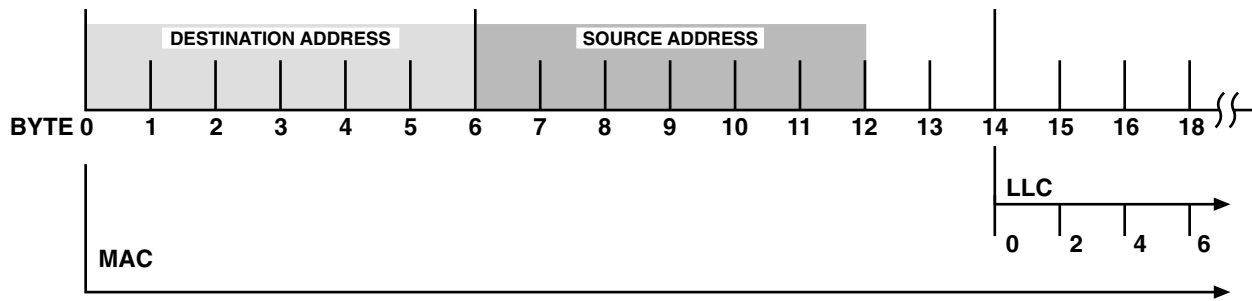 DESTINATION ADDRESS SOURCE ADDRESS
BYTE 0 1 2 3 4 5 6 7 8 9 10 11 12 13 14 15 16 18
LLC
0 2 4 6
MAC